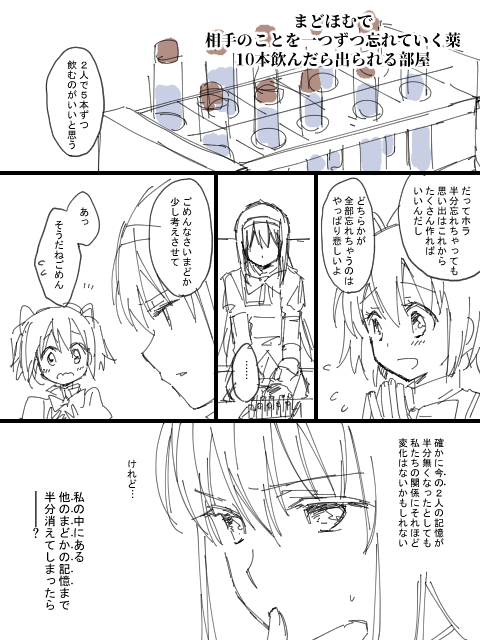 まどほむで
相手のことを一つずつ忘れていく薬
10本飲んだら出られる部屋
2人で5本ずつ
飲むのがいいと思う
だってホラ
半分忘れちゃっても
思い出はこれから
たくさん作れば
いいんだし
どちらかが
全部忘れちゃうのは
やっぱり悲しいよ
……
ごめんなさいまどか
少し考えさせて
あっ
そうだねごめん
確かに今の2人の記憶が
半分無くなったとしても
私たちの関係にそれほど
変化はないかもしれない
けれど…
私の中にある
他のまどかの記憶まで
半分消えてしまったら
──?